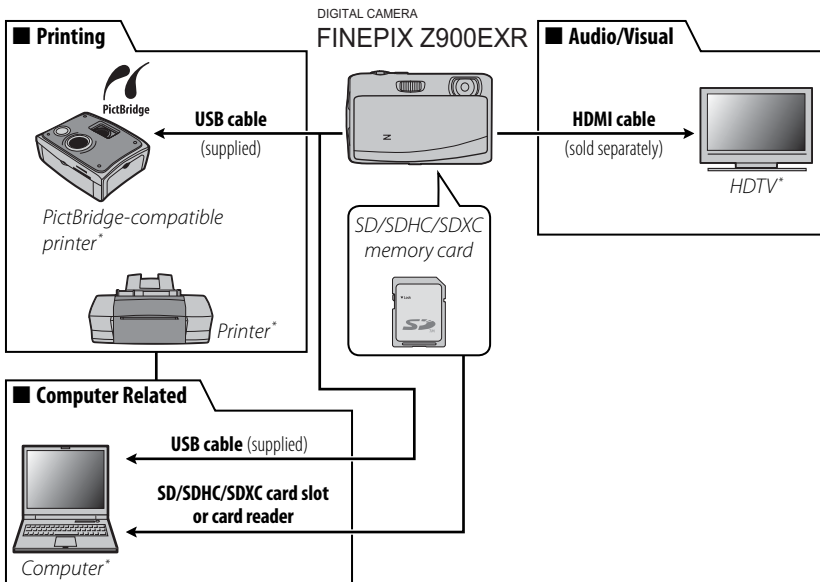 DIGITAL CAMERA
FINEPIX Z900EXR
■ Printing
PictBridge
USB cable
(supplied)
PictBridge-compatible
printer*
Printer*
■ Audio/Visual
HDMI cable
(sold separately)
HDTV*
N
SD/SDHC/SDXC
memory card
Lock
SD
■ Computer Related
USB cable (supplied)
SD/SDHC/SDXC card slot
or card reader
Computer*